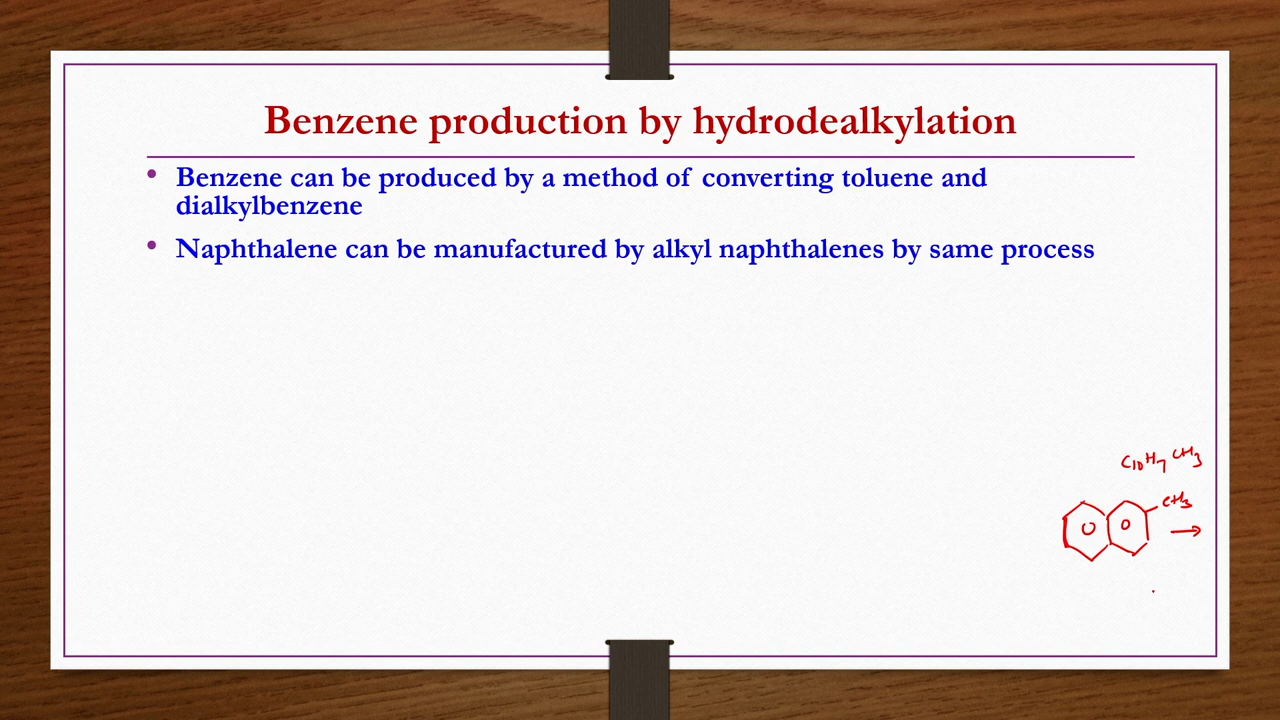 Benzene production by hydrodealkylation
• Benzene can be produced by a method of converting toluene and
dialkylbenzene
• Naphthalene can be manufactured by alkyl naphthalenes by same process
C10H7 CH3
CH3